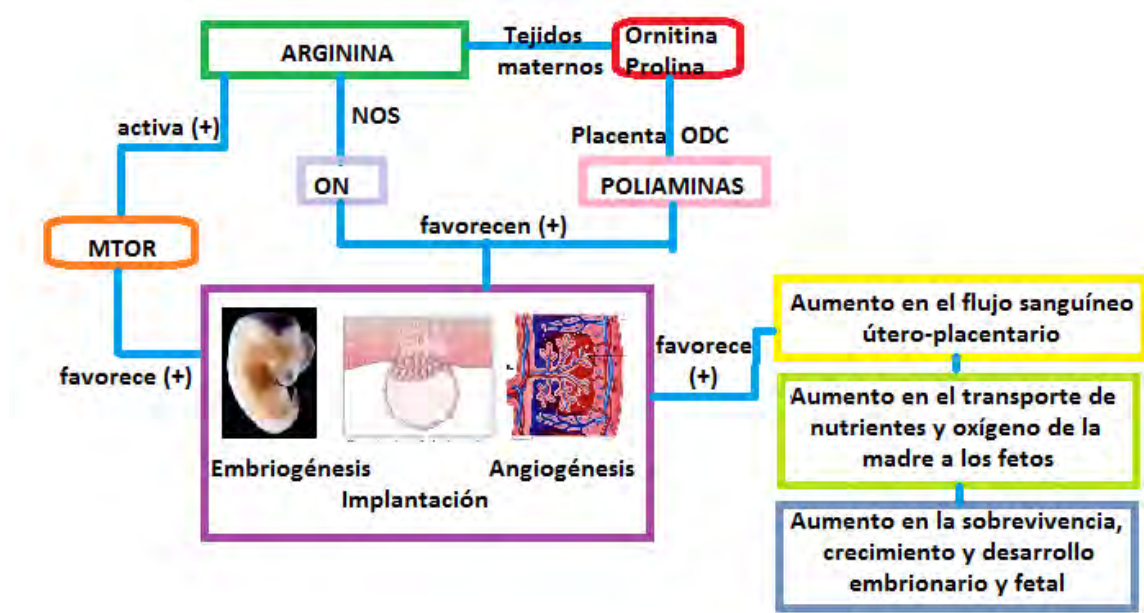 ARGININA
Tejidos
maternos
Ornitina
Prolina
activa (+)
NOS
Placenta ODC
ON
POLIAMINAS
favorecen (+)
MTOR
favorece (+)
Embriogénesis
Angiogénesis
Implantación
favorece
(+)
Aumento en el flujo sanguíneo
útero-placentario
Aumento en el transporte de
nutrientes y oxígeno de la
madre a los fetos
Aumento en la sobrevivencia,
crecimiento y desarrollo
embrionario y fetal